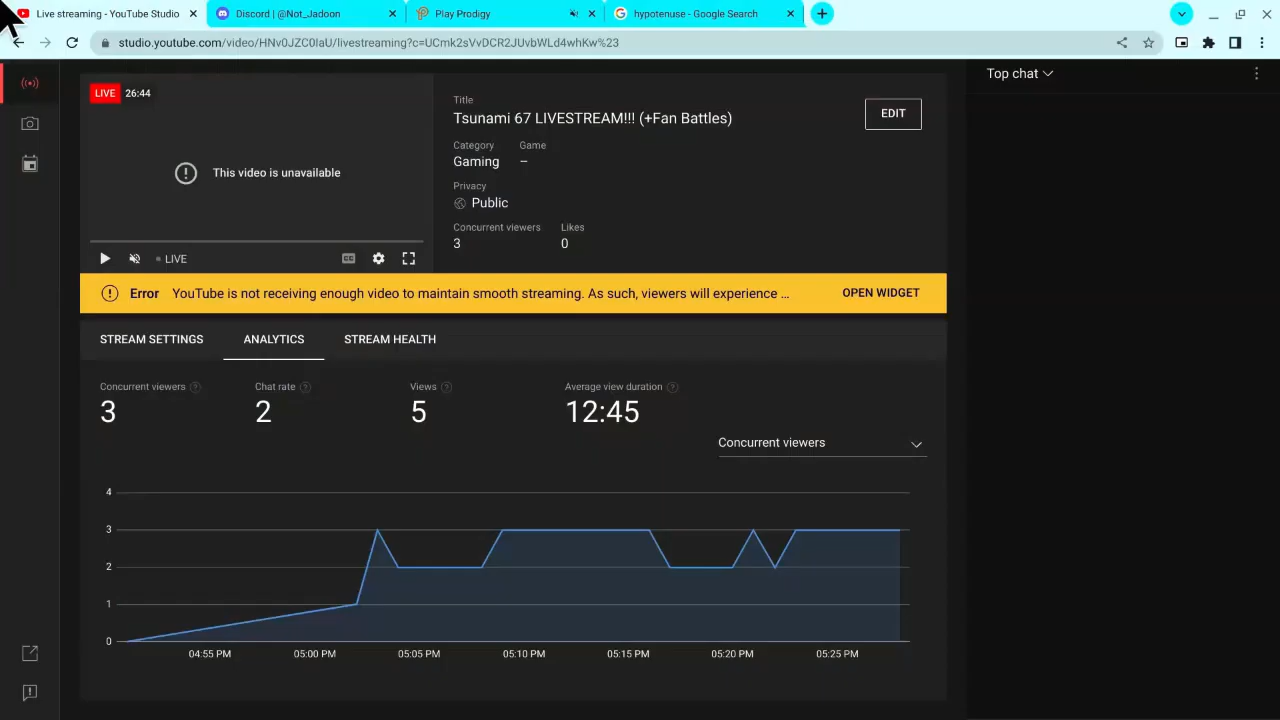 Live streaming - YouTube Studio
Discord | @Not_Jadoon
Play Prodigy
hypotenuse - Google Search
studio.youtube.com/video/HNv0JZC0IaU/livestreaming?c=UCmk2sVvDCR2JUvbWLd4whKw%23
LIVE 26:44
This video is unavailable
LIVE
Title
Tsunami 67 LIVESTREAM!!! (+Fan Battles)
EDIT
Category Game
Gaming –
Privacy
Public
Concurrent viewers Likes
3 0
Top chat
Error YouTube is not receiving enough video to maintain smooth streaming. As such, viewers will experience ... OPEN WIDGET
STREAM SETTINGS ANALYTICS STREAM HEALTH
Concurrent viewers Chat rate Views Average view duration
3 2 5 12:45
Concurrent viewers
4
3
2
1
0
04:55 PM 05:00 PM 05:05 PM 05:10 PM 05:15 PM 05:20 PM 05:25 PM